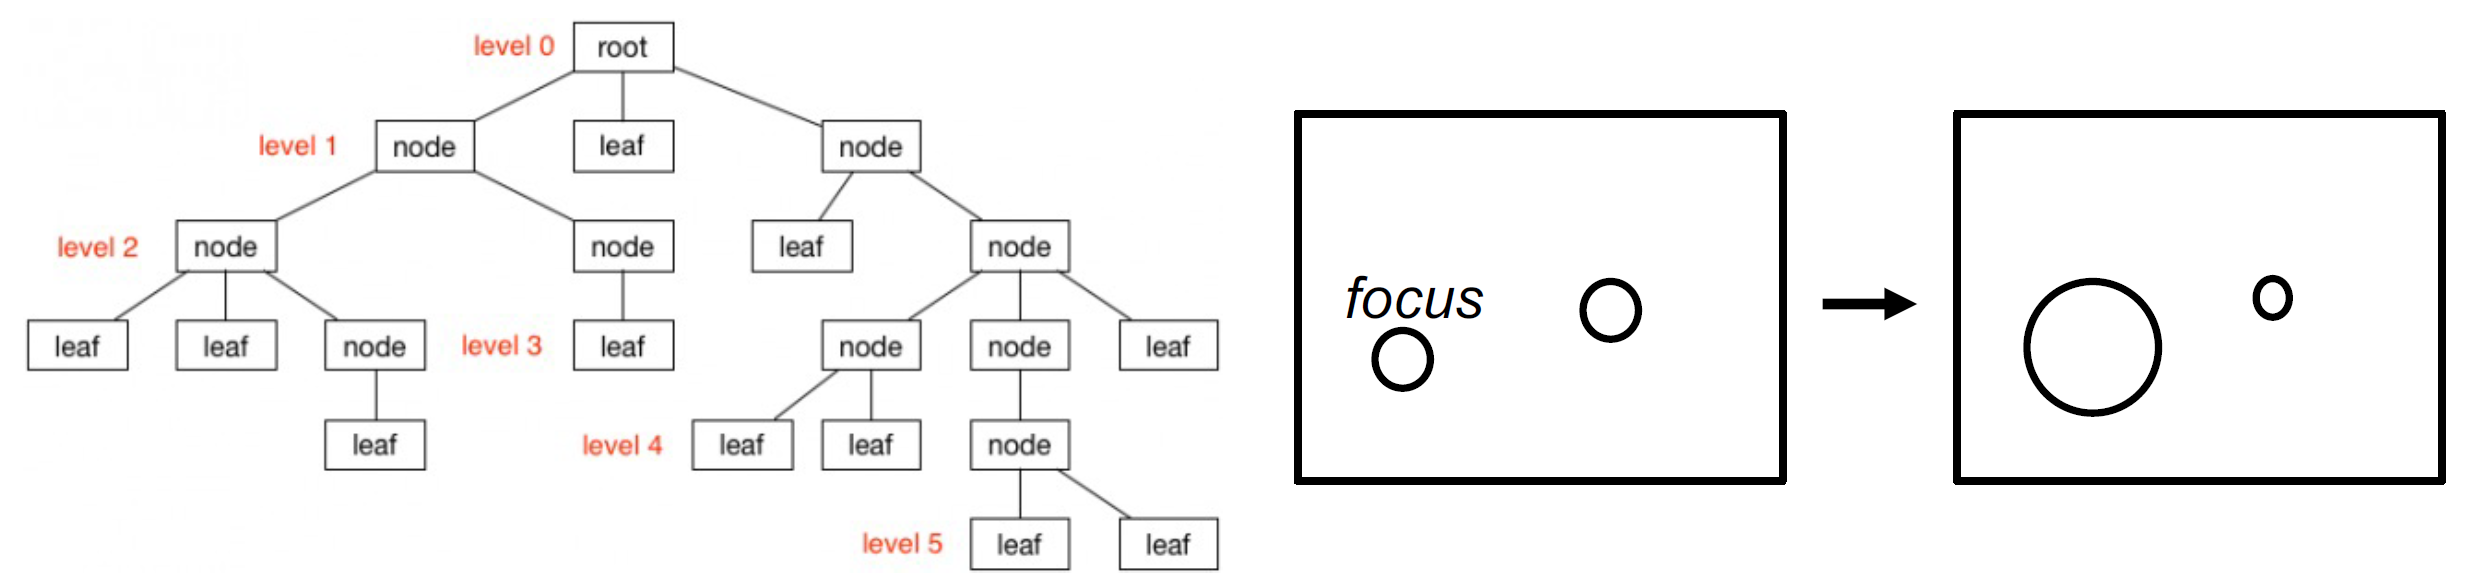 level 0 root
level 1 node leaf node
level 2 node node leaf node
focus
leaf leaf node level 3 leaf node node leaf
leaf level 4 leaf leaf node
level 5 leaf leaf